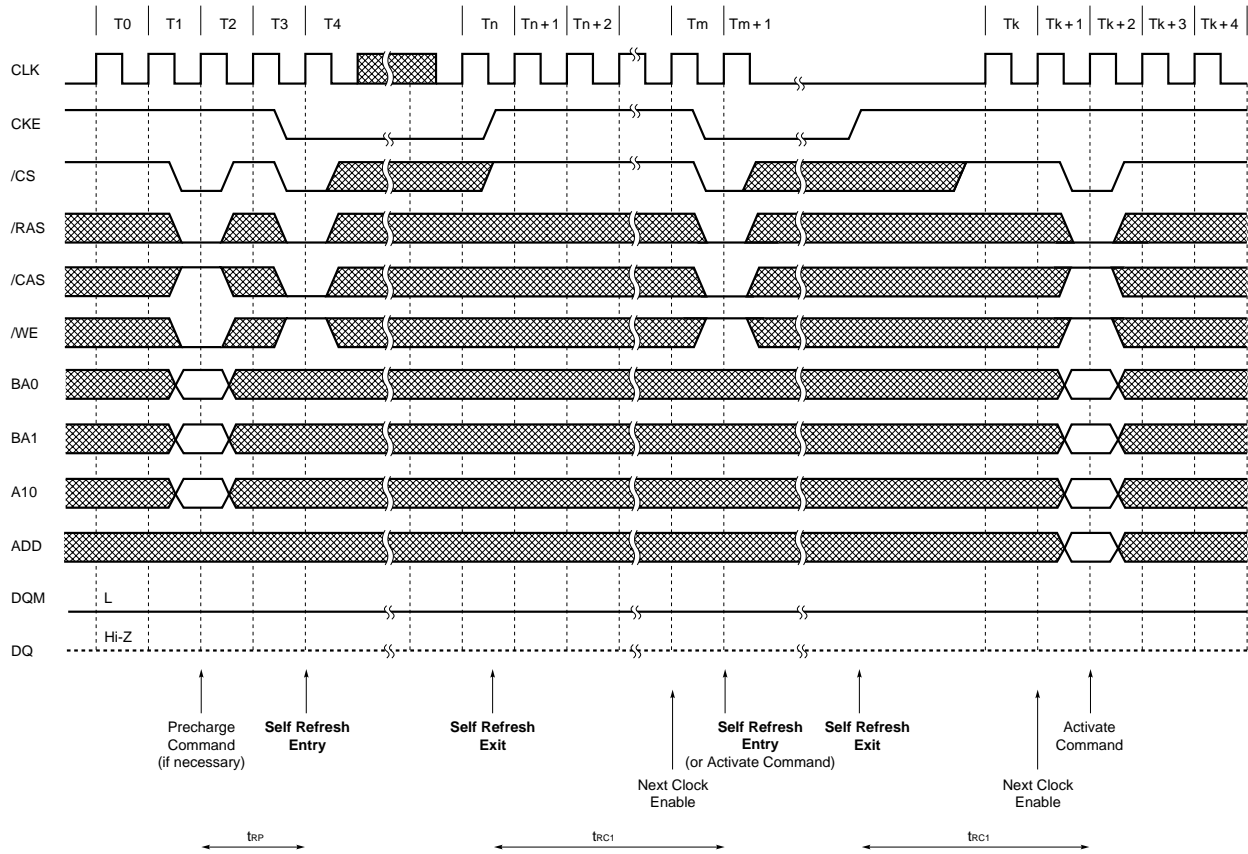 T0 T1 T2 T3 T4 Tn Tn + 1 Tn + 2 Tm Tm + 1 Tk Tk + 1 Tk + 2 Tk + 3 Tk + 4
CLK
CKE
/CS
/RAS
/CAS
/WE
BA0
BA1
A10
ADD
DQM L
Hi-Z
DQ
Precharge
Command
(if necessary)
Self Refresh
Entry
Self Refresh
Exit
Next Clock
Enable
Self Refresh
Entry
(or Activate Command)
Self Refresh
Exit
Next Clock
Enable
Activate
Command
tRP tRC1 tRC1